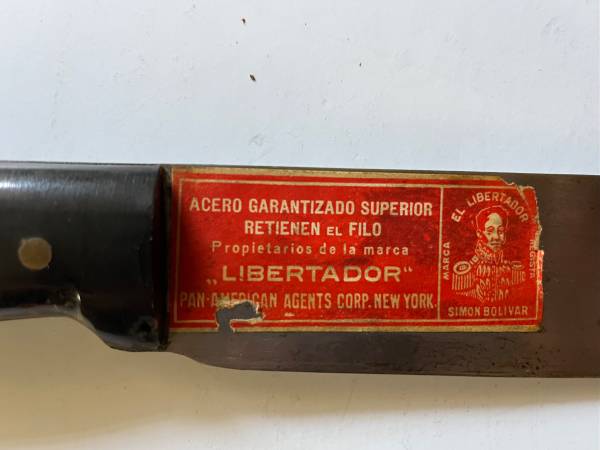 ACERO GARANTIZADO SUPERIOR
RETIENEN EL FILO
Propietarios de la marca
„LIBERTADOR“
PAN-AMERICAN AGENTS CORP. NEW YORK.
EL LIBERTADOR
MARCA
REGISTR
SIMON BOLIVAR